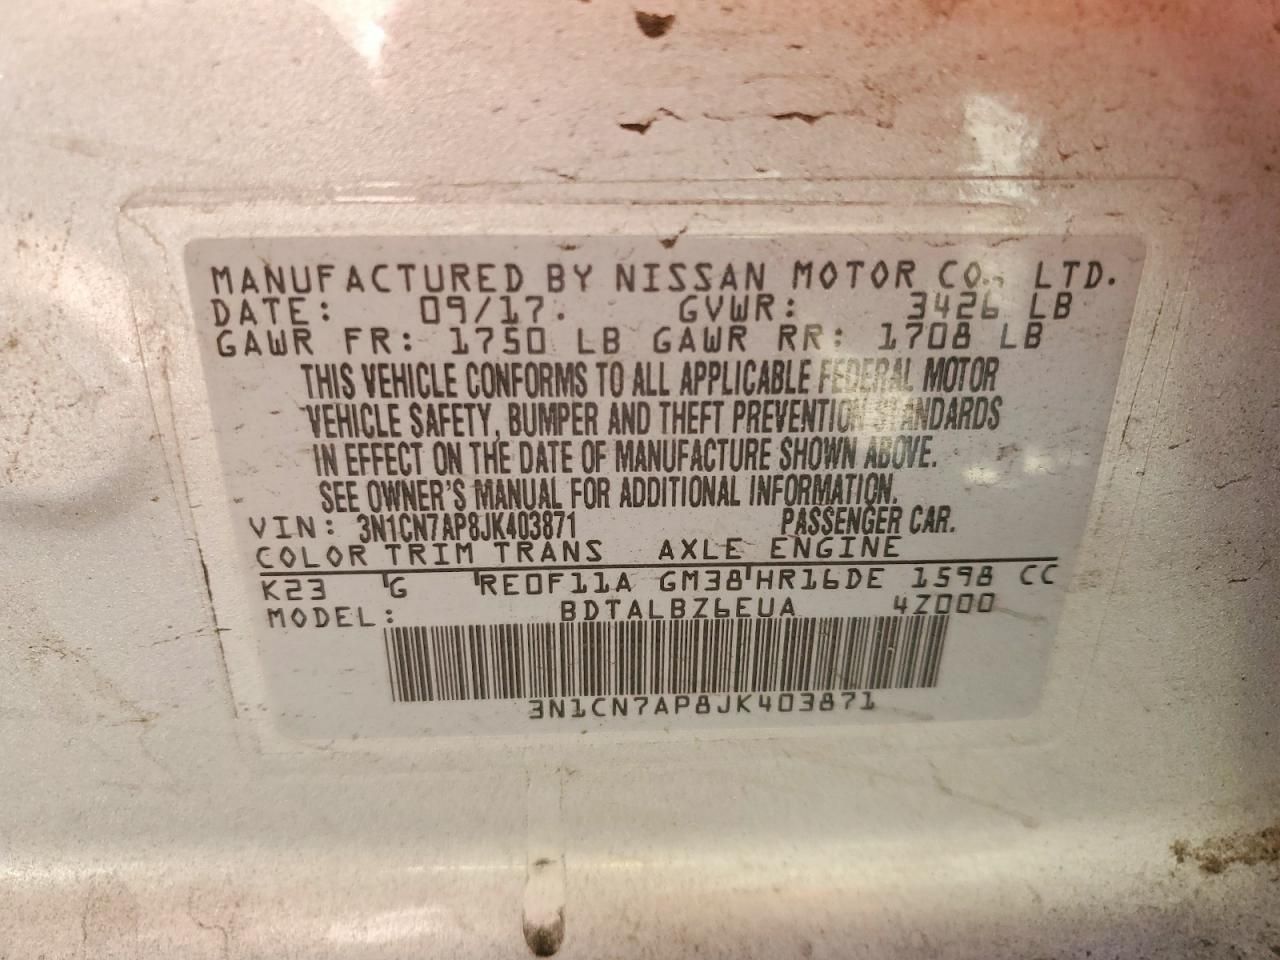 MANUFACTURED BY NISSAN MOTOR CO., LTD.
DATE: 09/17. GVWR: 3426 LB
GAWR FR: 1750 LB GAWR RR: 1708 LB
THIS VEHICLE CONFORMS TO ALL APPLICABLE FEDERAL MOTOR
VEHICLE SAFETY, BUMPER AND THEFT PREVENTION STANDARDS
IN EFFECT ON THE DATE OF MANUFACTURE SHOWN ABOVE.
SEE OWNER'S MANUAL FOR ADDITIONAL INFORMATION.
VIN: 3N1CN7AP8JK403871 PASSENGER CAR.
COLOR TRIM TRANS AXLE ENGINE
K23 G RE0F11A GM38 HR16DE 1598 CC
MODEL: BDTALBZ6EUA 4Z000
3N1CN7AP8JK403871